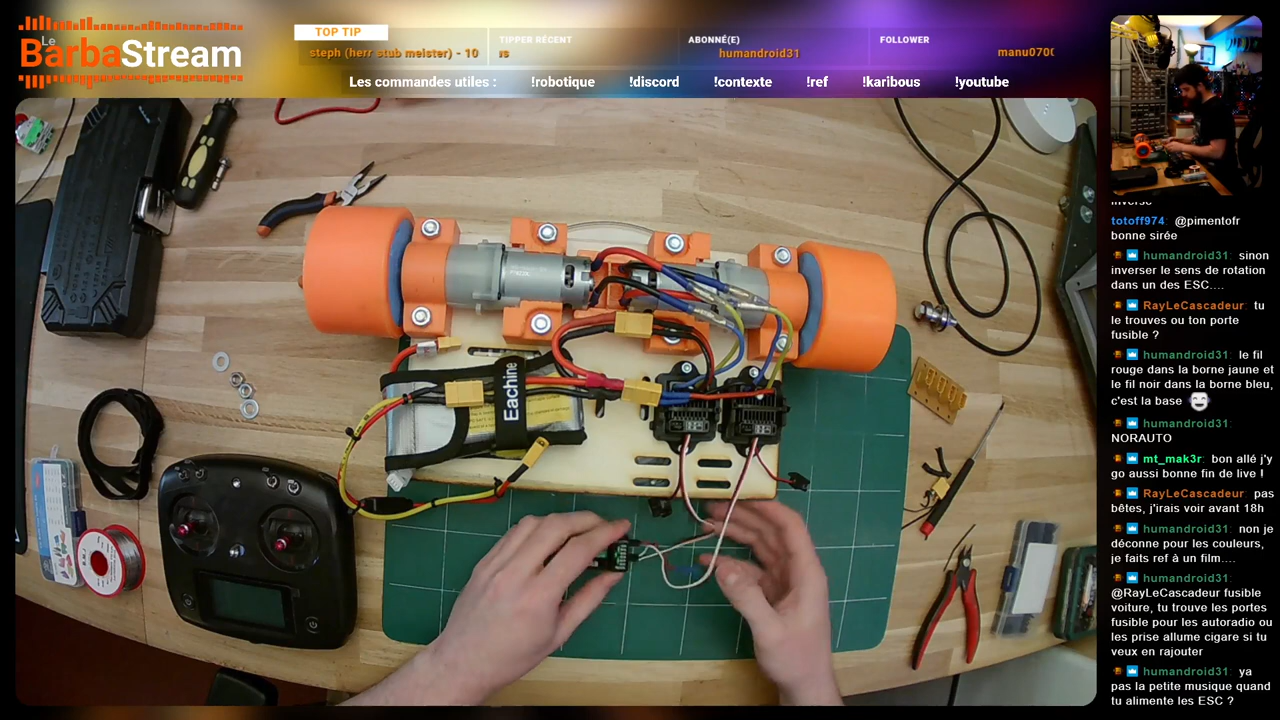 Le
BarbaStream
TOP TIP
steph (herr stub meister) - 10
TIPPER RÉCENT
ABONNÉ(E)
humandroid31
FOLLOWER
manu070
Les commandes utiles : !robotique !discord !contexte !ref !karibous !youtube
Eachine
inverse
totoff974: @pimentofr
bonne sirée
humandroid31: sinon
inverser le sens de rotation
dans un des ESC....
RayLeCascadeur: tu
le trouves ou ton porte
fusible ?
humandroid31: le fil
rouge dans la borne jaune et
le fil noir dans la borne bleu,
c'est la base
humandroid31:
NORAUTO
mt_mak3r: bon allé j'y
go aussi bonne fin de live !
RayLeCascadeur: pas
bêtes, j'irais voir avant 18h
humandroid31: non je
déconne pour les couleurs,
je faits ref à un film....
humandroid31:
@RayLeCascadeur fusible
voiture, tu trouve les portes
fusible pour les autoradio ou
les prise allume cigare si tu
veux en rajouter
humandroid31: ya
pas la petite musique quand
tu alimente les ESC ?